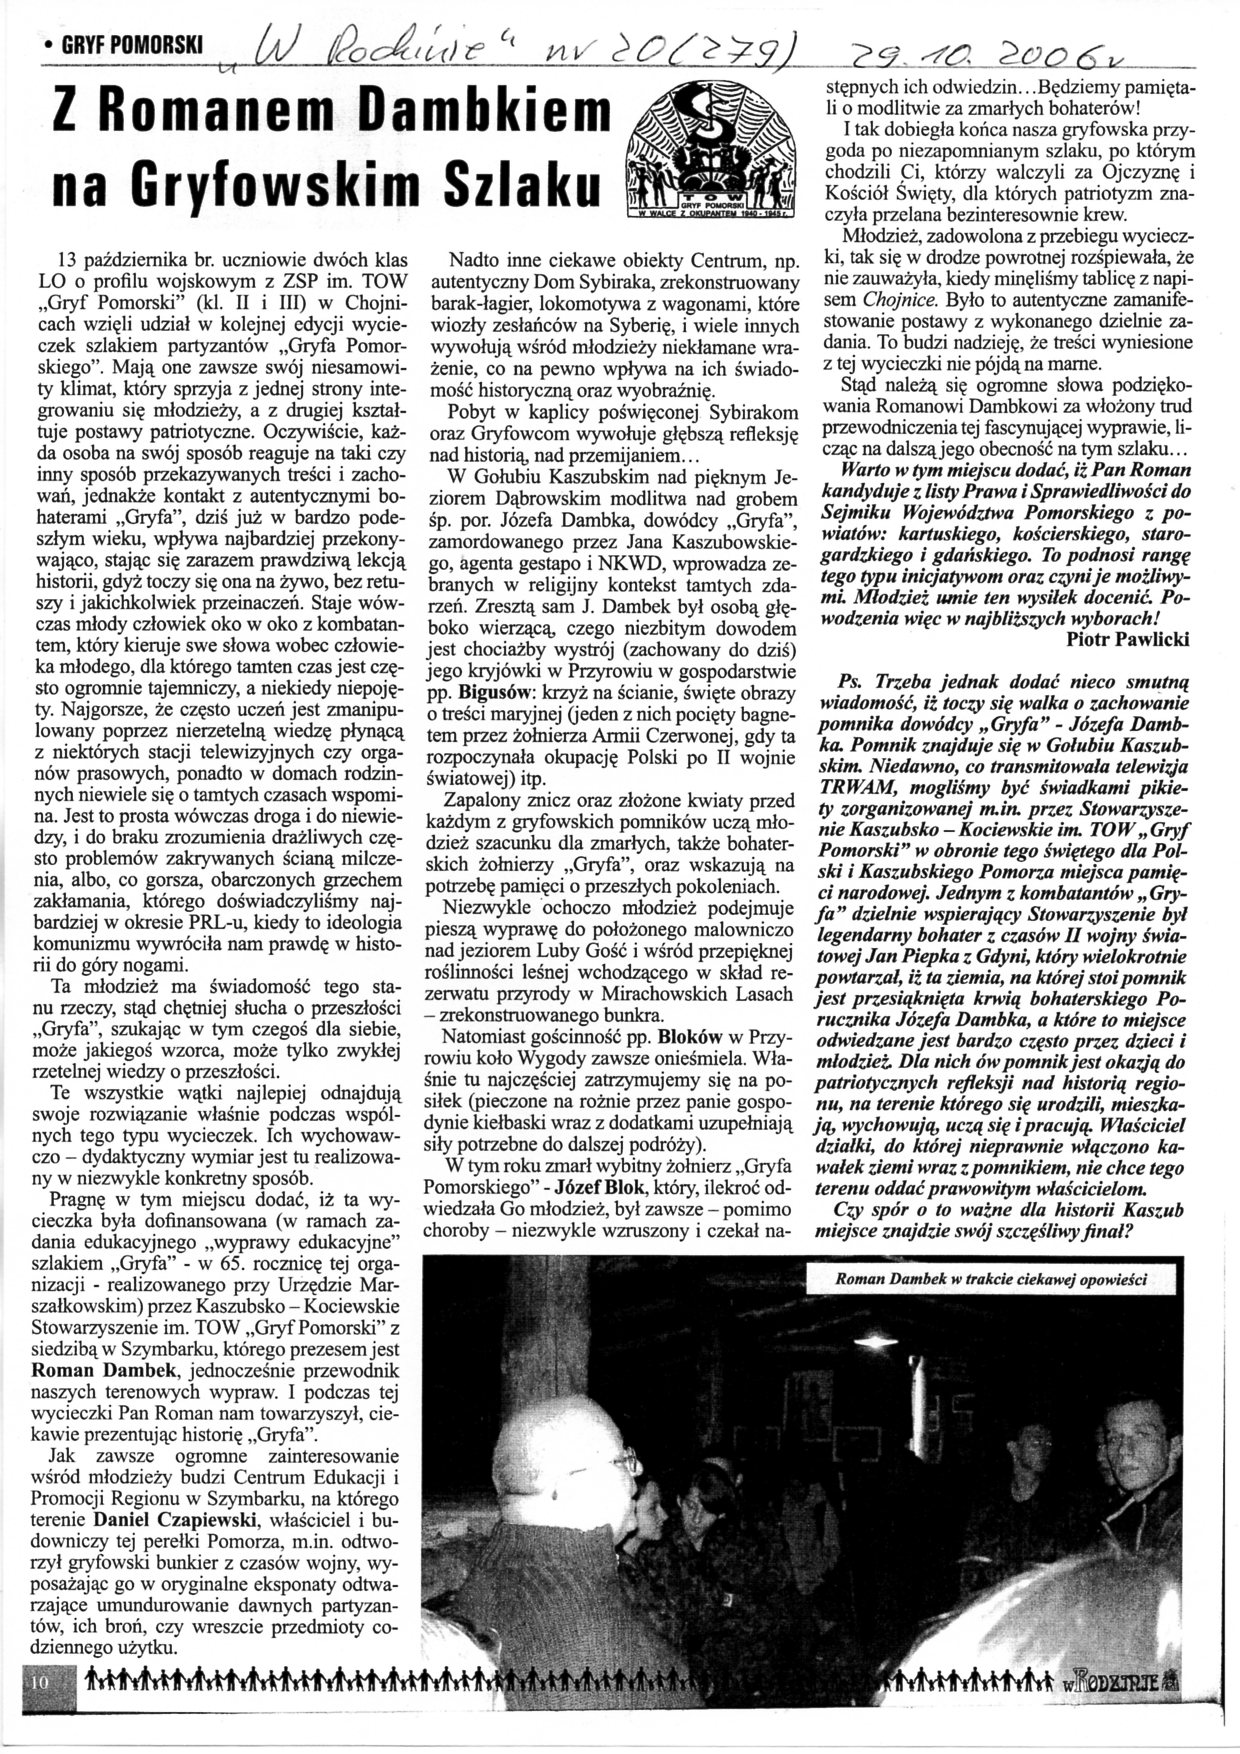 • GRYF POMORSKI
„W Rodzinie" nr 20 (279) 29.10.2006 r
Z Romanem Dambkiem
na Gryfowskim Szlaku
T O W
GRYF POMORSKI
W WALCE Z OKUPANTEM 1940 - 1945 r.
13 października br. uczniowie dwóch klas
LO o profilu wojskowym z ZSP im. TOW
„Gryf Pomorski” (kl. II i III) w Chojni-
cach wzięli udział w kolejnej edycji wycie-
czek szlakiem partyzantów „Gryfa Pomor-
skiego”. Mają one zawsze swój niesamowi-
ty klimat, który sprzyja z jednej strony inte-
growaniu się młodzieży, a z drugiej kształ-
tuje postawy patriotyczne. Oczywiście, każ-
da osoba na swój sposób reaguje na taki czy
inny sposób przekazywanych treści i zacho-
wań, jednakże kontakt z autentycznymi bo-
haterami „Gryfa”, dziś już w bardzo pode-
szłym wieku, wpływa najbardziej przekony-
wająco, stając się zarazem prawdziwą lekcją
historii, gdyż toczy się ona na żywo, bez retu-
szy i jakichkolwiek przeinaczeń. Staje wów-
czas młody człowiek oko w oko z kombatan-
tem, który kieruje swe słowa wobec człowie-
ka młodego, dla którego tamten czas jest czę-
sto ogromnie tajemniczy, a niekiedy niepoję-
ty. Najgorsze, że często uczeń jest zmanipu-
lowany poprzez nierzetelną wiedzę płynącą
z niektórych stacji telewizyjnych czy orga-
nów prasowych, ponadto w domach rodzin-
nych niewiele się o tamtych czasach wspomi-
na. Jest to prosta wówczas droga i do niewie-
dzy, i do braku zrozumienia drażliwych czę-
sto problemów zakrywanych ścianą milcze-
nia, albo, co gorsza, obarczonych grzechem
zakłamania, którego doświadczyliśmy naj-
bardziej w okresie PRL-u, kiedy to ideologia
komunizmu wywróciła nam prawdę w histo-
rii do góry nogami.
Ta młodzież ma świadomość tego sta-
nu rzeczy, stąd chętniej słucha o przeszłości
„Gryfa”, szukając w tym czegoś dla siebie,
może jakiegoś wzorca, może tylko zwykłej
rzetelnej wiedzy o przeszłości.
Te wszystkie wątki najlepiej odnajdują
swoje rozwiązanie właśnie podczas wspól-
nych tego typu wycieczek. Ich wychowaw-
czo – dydaktyczny wymiar jest tu realizowa-
ny w niezwykle konkretny sposób.
Pragnę w tym miejscu dodać, iż ta wy-
cieczka była dofinansowana (w ramach za-
dania edukacyjnego „wyprawy edukacyjne”
szlakiem „Gryfa” - w 65. rocznicę tej orga-
nizacji - realizowanego przy Urzędzie Mar-
szałkowskim) przez Kaszubsko – Kociewskie
Stowarzyszenie im. TOW „Gryf Pomorski” z
siedzibą w Szymbarku, którego prezesem jest
Roman Dambek, jednocześnie przewodnik
naszych terenowych wypraw. I podczas tej
wycieczki Pan Roman nam towarzyszył, cie-
kawie prezentując historię „Gryfa”.
Jak zawsze ogromne zainteresowanie
wśród młodzieży budzi Centrum Edukacji i
Promocji Regionu w Szymbarku, na którego
terenie Daniel Czapiewski, właściciel i bu-
downiczy tej perełki Pomorza, m.in. odtwo-
rzył gryfowski bunkier z czasów wojny, wy-
posażając go w oryginalne eksponaty odtwa-
rzające umundurowanie dawnych partyzan-
tów, ich broń, czy wreszcie przedmioty co-
dziennego użytku.
Nadto inne ciekawe obiekty Centrum, np.
autentyczny Dom Sybiraka, zrekonstruowany
barak-łagier, lokomotywa z wagonami, które
wiozły zesłańców na Syberię, i wiele innych
wywołują wśród młodzieży niekłamane wra-
żenie, co na pewno wpływa na ich świado-
mość historyczną oraz wyobraźnię.
Pobyt w kaplicy poświęconej Sybirakom
oraz Gryfowcom wywołuje głębszą refleksję
nad historią, nad przemijaniem…
W Gołubiu Kaszubskim nad pięknym Je-
ziorem Dąbrowskim modlitwa nad grobem
śp. por. Józefa Dambka, dowódcy „Gryfa”,
zamordowanego przez Jana Kaszubowskie-
go, agenta gestapo i NKWD, wprowadza ze-
branych w religijny kontekst tamtych zda-
rzeń. Zresztą sam J. Dambek był osobą głę-
boko wierzącą, czego niezbitym dowodem
jest chociażby wystrój (zachowany do dziś)
jego kryjówki w Przyrowiu w gospodarstwie
pp. Bigusów: krzyż na ścianie, święte obrazy
o treści maryjnej (jeden z nich pocięty bagne-
tem przez żołnierza Armii Czerwonej, gdy ta
rozpoczynała okupację Polski po II wojnie
światowej) itp.
Zapalony znicz oraz złożone kwiaty przed
każdym z gryfowskich pomników uczą mło-
dzież szacunku dla zmarłych, także bohater-
skich żołnierzy „Gryfa”, oraz wskazują na
potrzebę pamięci o przeszłych pokoleniach.
Niezwykle ochoczo młodzież podejmuje
pieszą wyprawę do położonego malowniczo
nad jeziorem Luby Gość i wśród przepięknej
roślinności leśnej wchodzącego w skład re-
zerwatu przyrody w Mirachowskich Lasach
– zrekonstruowanego bunkra.
Natomiast gościnność pp. Bloków w Przy-
rowiu koło Wygody zawsze onieśmiela. Wła-
śnie tu najczęściej zatrzymujemy się na po-
siłek (pieczone na rożnie przez panie gospo-
dynie kiełbaski wraz z dodatkami uzupełniają
siły potrzebne do dalszej podróży).
W tym roku zmarł wybitny żołnierz „Gryfa
Pomorskiego” - Józef Blok, który, ilekroć od-
wiedzała Go młodzież, był zawsze – pomimo
choroby – niezwykle wzruszony i czekał na-
stępnych ich odwiedzin…Będziemy pamięta-
li o modlitwie za zmarłych bohaterów!
I tak dobiegła końca nasza gryfowska przy-
goda po niezapomnianym szlaku, po którym
chodzili Ci, którzy walczyli za Ojczyznę i
Kościół Święty, dla których patriotyzm zna-
czyła przelana bezinteresownie krew.
Młodzież, zadowolona z przebiegu wyciecz-
ki, tak się w drodze powrotnej rozśpiewała, że
nie zauważyła, kiedy minęliśmy tablicę z napi-
sem Chojnice. Było to autentyczne zamanife-
stowanie postawy z wykonanego dzielnie za-
dania. To budzi nadzieję, że treści wyniesione
z tej wycieczki nie pójdą na marne.
Stąd należą się ogromne słowa podzięko-
wania Romanowi Dambkowi za włożony trud
przewodniczenia tej fascynującej wyprawie, li-
cząc na dalszą jego obecność na tym szlaku…
Warto w tym miejscu dodać, iż Pan Roman
kandyduje z listy Prawa i Sprawiedliwości do
Sejmiku Województwa Pomorskiego z po-
wiatów: kartuskiego, kościerskiego, staro-
gardzkiego i gdańskiego. To podnosi rangę
tego typu inicjatywom oraz czyni je możliwy-
mi. Młodzież umie ten wysiłek docenić. Po-
wodzenia więc w najbliższych wyborach!
Piotr Pawlicki
Ps. Trzeba jednak dodać nieco smutną
wiadomość, iż toczy się walka o zachowanie
pomnika dowódcy „Gryfa” - Józefa Damb-
ka. Pomnik znajduje się w Gołubiu Kaszub-
skim. Niedawno, co transmitowała telewizja
TRWAM, mogliśmy być świadkami pikie-
ty zorganizowanej m.in. przez Stowarzysze-
nie Kaszubsko – Kociewskie im. TOW „Gryf
Pomorski” w obronie tego świętego dla Pol-
ski i Kaszubskiego Pomorza miejsca pamię-
ci narodowej. Jednym z kombatantów „Gry-
fa” dzielnie wspierający Stowarzyszenie był
legendarny bohater z czasów II wojny świa-
towej Jan Piepka z Gdyni, który wielokrotnie
powtarzał, iż ta ziemia, na której stoi pomnik
jest przesiąknięta krwią bohaterskiego Po-
rucznika Józefa Dambka, a które to miejsce
odwiedzane jest bardzo często przez dzieci i
młodzież. Dla nich ów pomnik jest okazją do
patriotycznych refleksji nad historią regio-
nu, na terenie którego się urodzili, mieszka-
ją, wychowują, uczą się i pracują. Właściciel
działki, do której nieprawnie włączono ka-
wałek ziemi wraz z pomnikiem, nie chce tego
terenu oddać prawowitym właścicielom.
Czy spór o to ważne dla historii Kaszub
miejsce znajdzie swój szczęśliwy finał?
Roman Dambek w trakcie ciekawej opowieści
10
wRODZINIE